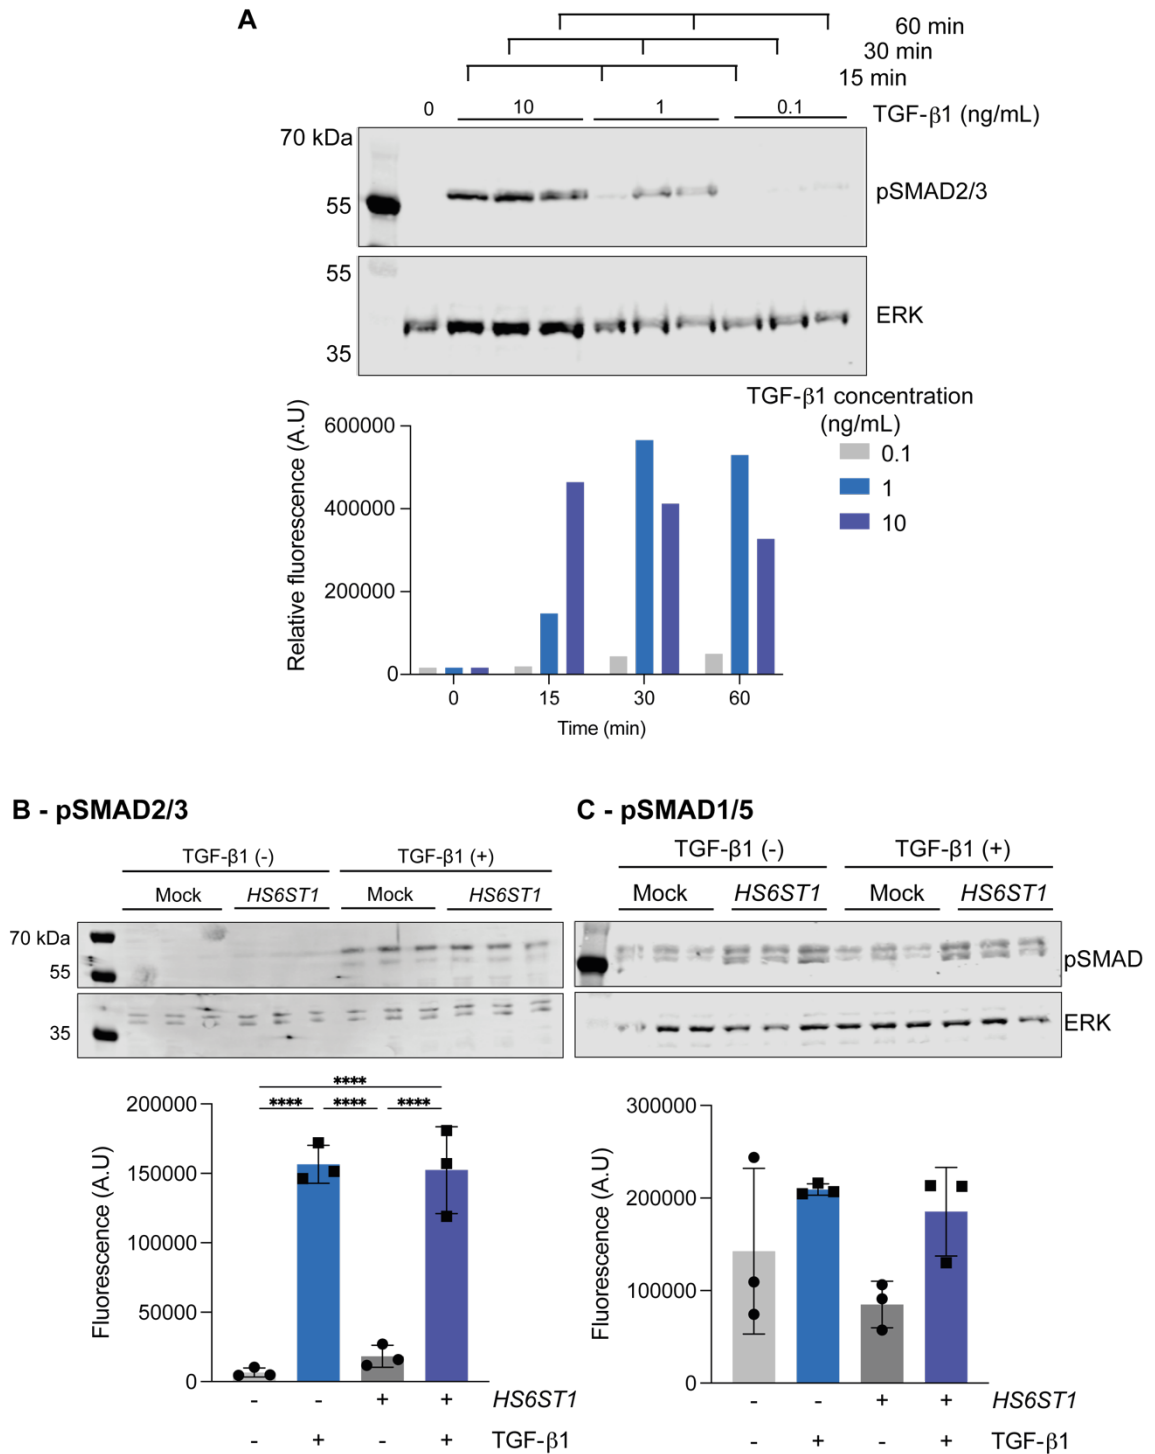 A
60 min
30 min
15 min
0 10 1 0.1 TGF-β1 (ng/mL)
70 kDa
55
pSMAD2/3
55
35
ERK
TGF-β1 concentration
(ng/mL)
0.1
1
10
Relative fluorescence (A.U)
600000
400000
200000
0
0 15 30 60
Time (min)
B - pSMAD2/3
TGF-β1 (-) TGF-β1 (+)
Mock HS6ST1 Mock HS6ST1
70 kDa
55
35
**** 
**** **** ****
Fluorescence (A.U)
200000
150000
100000
50000
0
- - + + HS6ST1
- + - + TGF-β1
C - pSMAD1/5
TGF-β1 (-) TGF-β1 (+)
Mock HS6ST1 Mock HS6ST1
pSMAD
ERK
Fluorescence (A.U)
300000
200000
100000
0
- - + + HS6ST1
- + - + TGF-β1